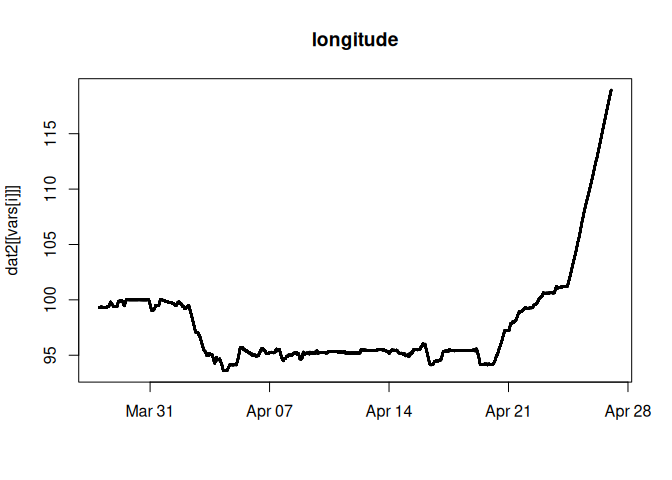 longitude
dat2[[vars[i]]]
115
110
105
100
95
Mar 31
Apr 07
Apr 14
Apr 21
Apr 28